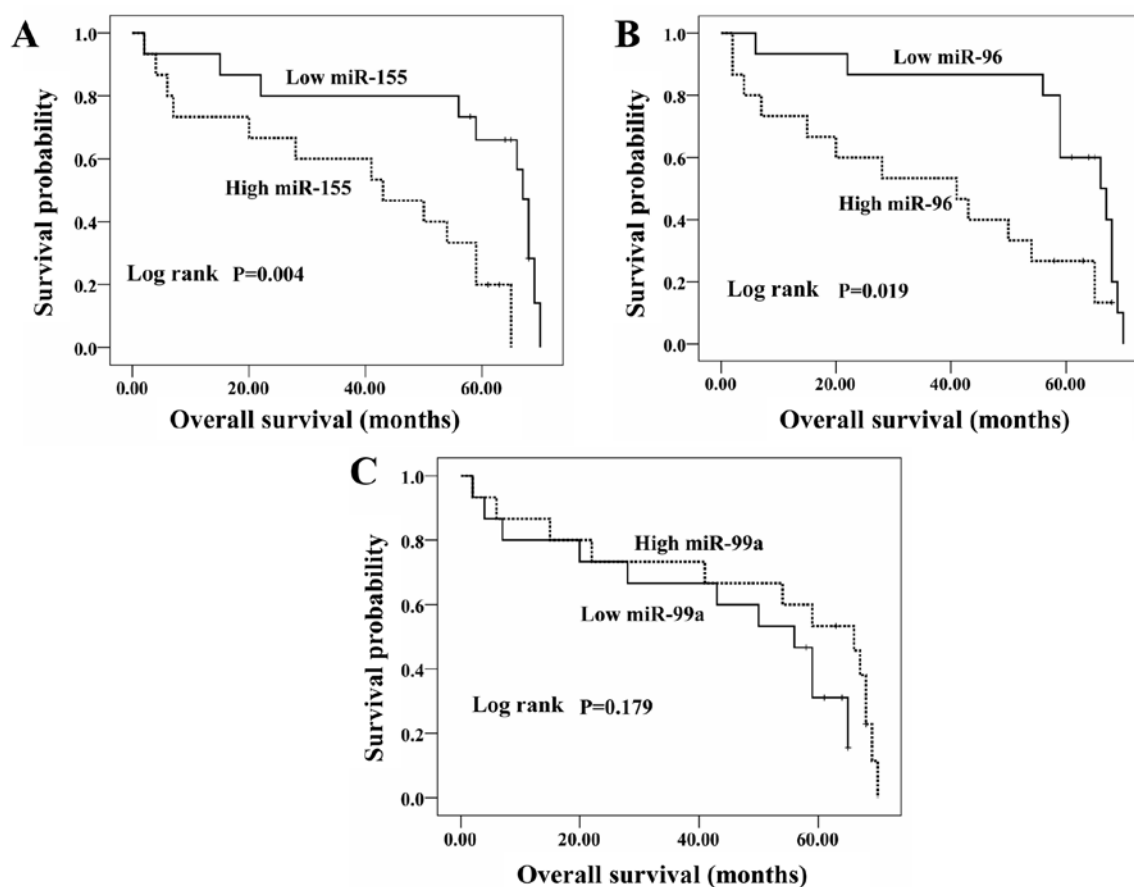 A
Survival probability
1.0
0.8
0.6
0.4
0.2
0.0
Low miR-155
High miR-155
Log rank P=0.004
0.00 20.00 40.00 60.00
Overall survival (months)
B
Survival probability
1.0
0.8
0.6
0.4
0.2
0.0
Low miR-96
High miR-96
Log rank P=0.019
0.00 20.00 40.00 60.00
Overall survival (months)
C
Survival probability
1.0
0.8
0.6
0.4
0.2
0.0
High miR-99a
Low miR-99a
Log rank P=0.179
0.00 20.00 40.00 60.00
Overall survival (months)